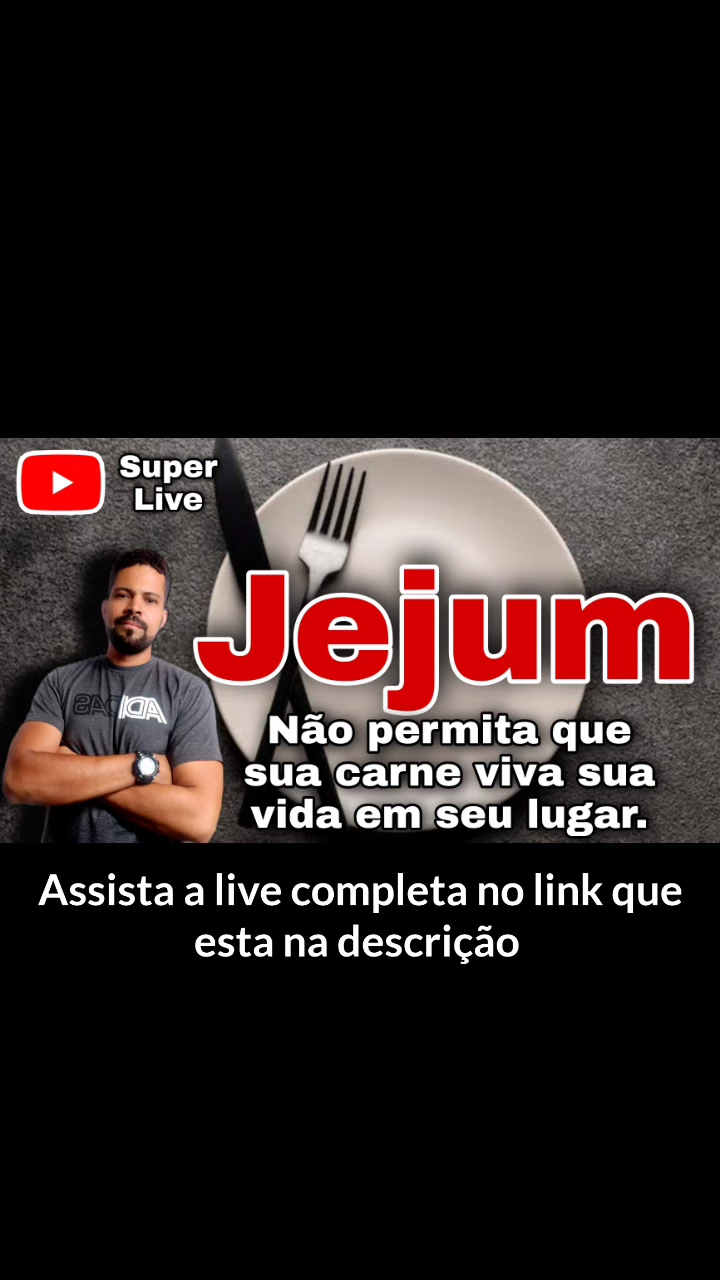 Super
Live
Jejum
Não permita que
sua carne viva sua
vida em seu lugar.
Assista a live completa no link que
esta na descrição